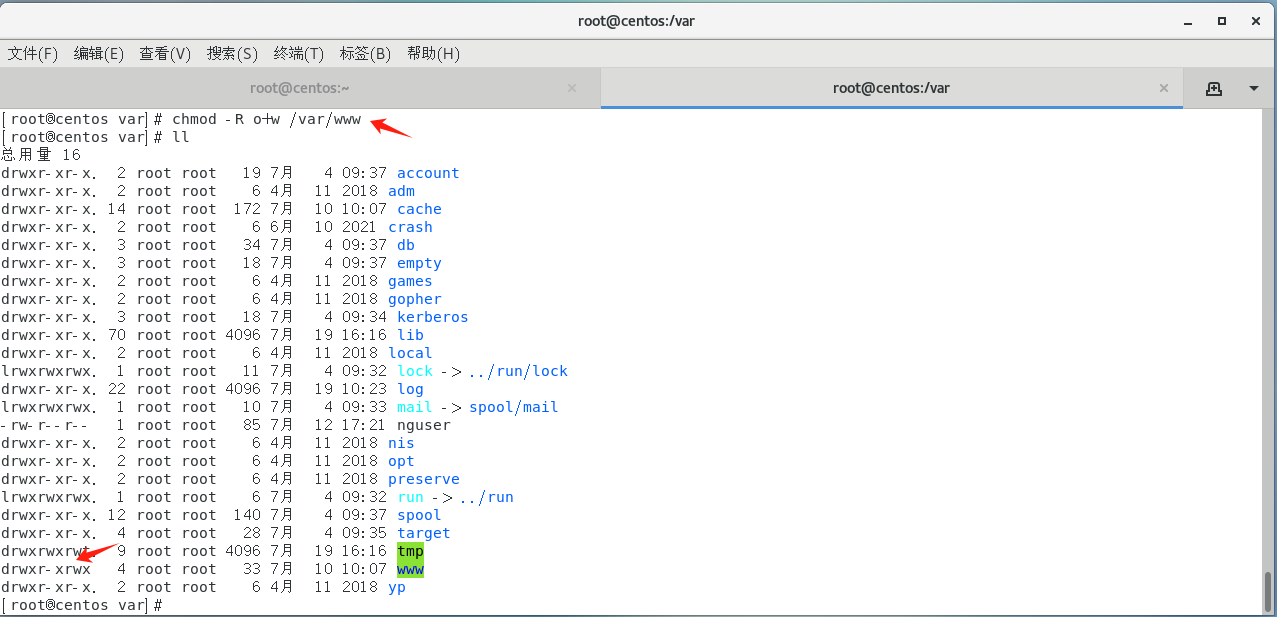 root@centos:/var
文件(F) 编辑(E) 查看(V) 搜索(S) 终端(T) 标签(B) 帮助(H)
root@centos:~ root@centos:/var
[root@centos var]# chmod -R o+w /var/www
[root@centos var]# ll
总用量 16
drwxr-xr-x. 2 root root 19 7月 4 09:37 account
drwxr-xr-x. 2 root root 6 4月 11 2018 adm
drwxr-xr-x. 14 root root 172 7月 10 10:07 cache
drwxr-xr-x. 2 root root 6 6月 10 2021 crash
drwxr-xr-x. 3 root root 34 7月 4 09:37 db
drwxr-xr-x. 3 root root 18 7月 4 09:37 empty
drwxr-xr-x. 2 root root 6 4月 11 2018 games
drwxr-xr-x. 2 root root 6 4月 11 2018 gopher
drwxr-xr-x. 3 root root 18 7月 4 09:34 kerberos
drwxr-xr-x. 70 root root 4096 7月 19 16:16 lib
drwxr-xr-x. 2 root root 6 4月 11 2018 local
lrwxrwxrwx. 1 root root 11 7月 4 09:32 lock -> ../run/lock
drwxr-xr-x. 22 root root 4096 7月 19 10:23 log
lrwxrwxrwx. 1 root root 10 7月 4 09:33 mail -> spool/mail
-rw-r--r-- 1 root root 85 7月 12 17:21 nguser
drwxr-xr-x. 2 root root 6 4月 11 2018 nis
drwxr-xr-x. 2 root root 6 4月 11 2018 opt
drwxr-xr-x. 2 root root 6 4月 11 2018 preserve
lrwxrwxrwx. 1 root root 6 7月 4 09:32 run -> ../run
drwxr-xr-x. 12 root root 140 7月 4 09:37 spool
drwxr-xr-x. 4 root root 28 7月 4 09:35 target
drwxrwxrwt. 9 root root 4096 7月 19 16:16 tmp
drwxr-xrwx 4 root root 33 7月 10 10:07 www
drwxr-xr-x. 2 root root 6 4月 11 2018 yp
[root@centos var]#